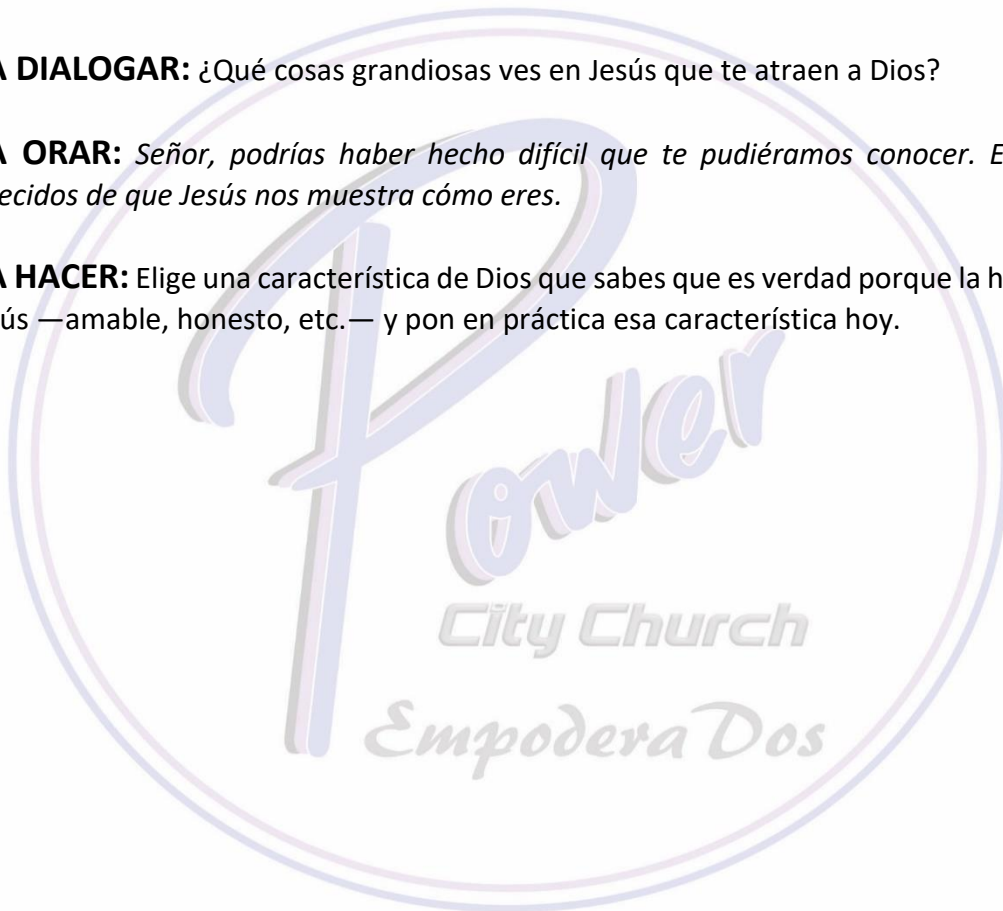 A DIALOGAR: ¿Qué cosas grandiosas ves en Jesús que te atraen a Dios?
A ORAR: Señor, podrías haber hecho difícil que te pudiéramos conocer. E
ecidos de que Jesús nos muestra cómo eres.
A HACER: Elige una característica de Dios que sabes que es verdad porque la h
ús —amable, honesto, etc.— y pon en práctica esa característica hoy.
Power
City Church
EmpoderaDos